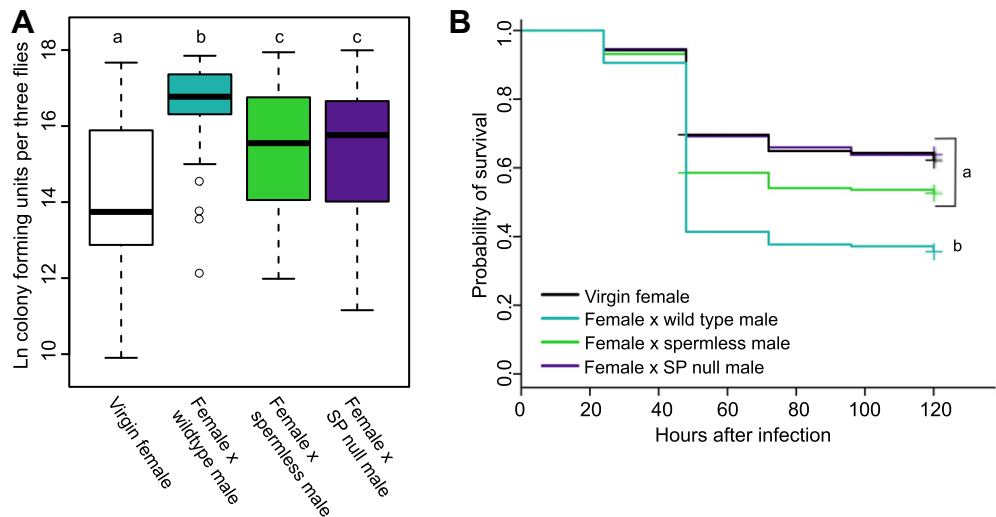 A
Ln colony forming units per three flies
18
16
14
12
10
a
b
c
c
Virgin female
Female x
wildtype male
Female x
spermless male
Female x
SP null male
B
Probability of survival
1.0
0.8
0.6
0.4
0.2
0.0
a
b
Virgin female
Female x wild type male
Female x spermless male
Female x SP null male
0
20
40
60
80
100
120
Hours after infection